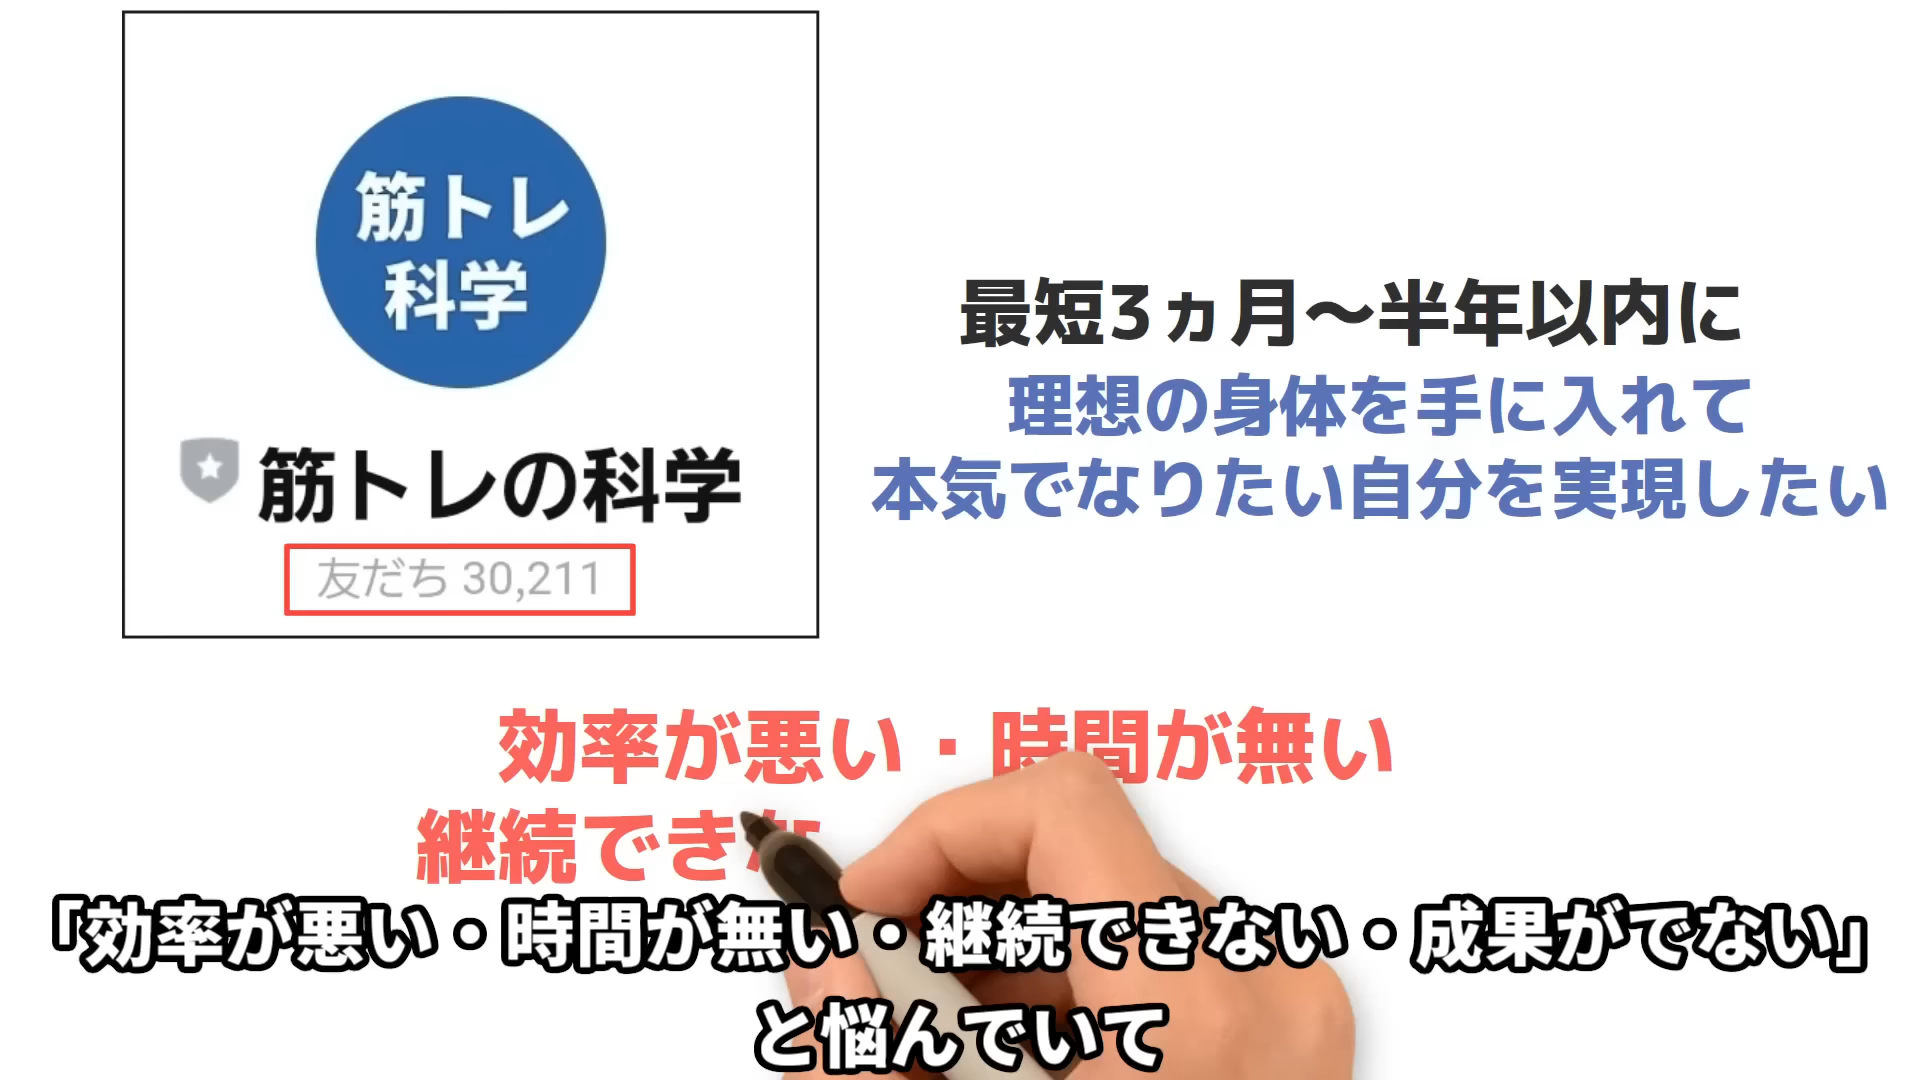 筋トレ
科学
筋トレの科学
友だち 30,211
最短3ヵ月〜半年以内に
理想の身体を手に入れて
本気でなりたい自分を実現したい
効率が悪い・時間が無い
継続できな
「効率が悪い・時間が無い・継続できない・成果がでない」
と悩んでいて